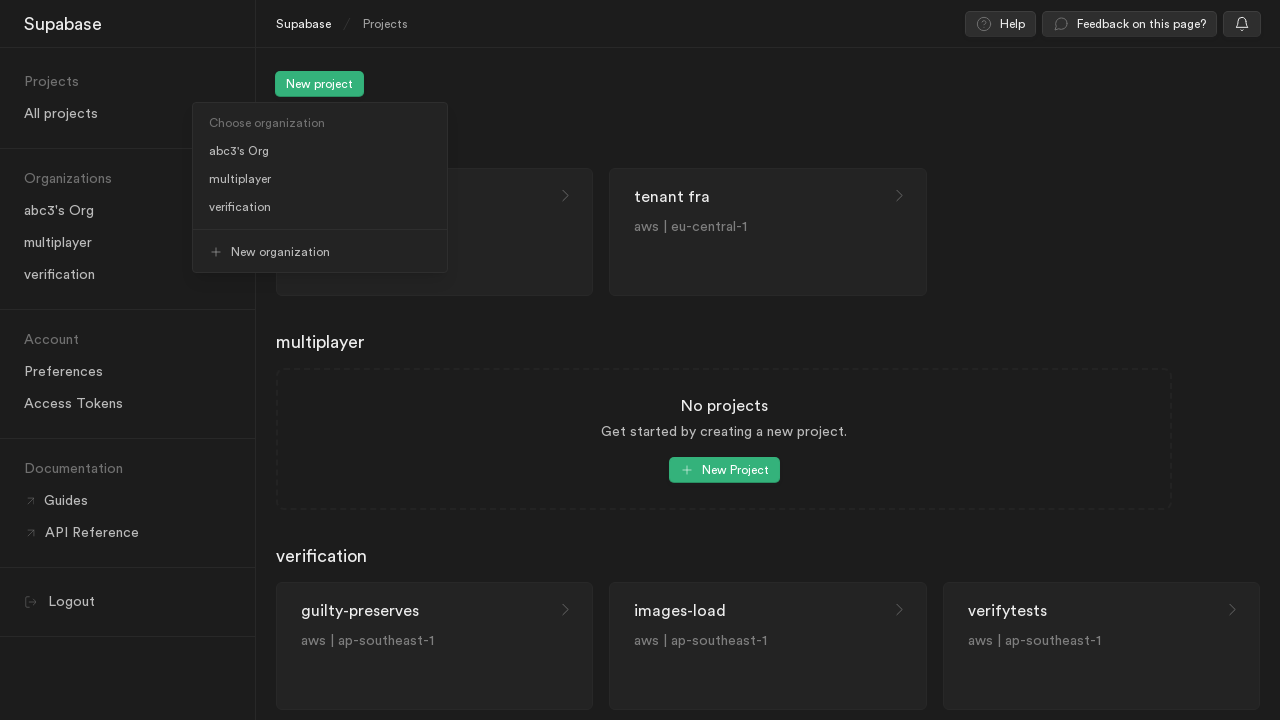 Supabase
Supabase / Projects
Help
Feedback on this page?
Projects
All projects
Organizations
abc3's Org
multiplayer
verification
Account
Preferences
Access Tokens
Documentation
Guides
API Reference
Logout
New project
Choose organization
abc3's Org
multiplayer
verification
New organization
tenant fra
aws | eu-central-1
multiplayer
No projects
Get started by creating a new project.
New Project
verification
guilty-preserves
aws | ap-southeast-1
images-load
aws | ap-southeast-1
verifytests
aws | ap-southeast-1